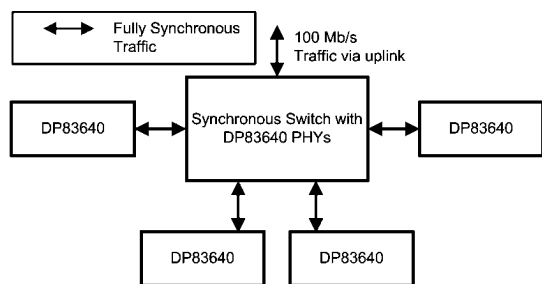 Fully Synchronous
Traffic
100 Mb/s
Traffic via uplink
Synchronous Switch with
DP83640 PHYs
DP83640
DP83640
DP83640
DP83640